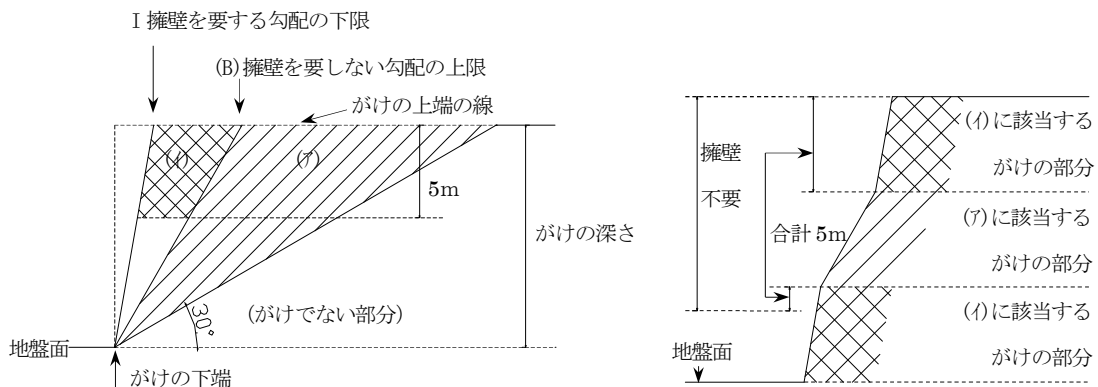 Ⅰ擁壁を要する勾配の下限
(B)擁壁を要しない勾配の上限
がけの上端の線
(イ)
(ア)
5m
がけの深さ
(がけでない部分)
30°
地盤面
がけの下端
(イ)に該当する
がけの部分
擁壁
不要
合計5m
(ア)に該当する
がけの部分
(イ)に該当する
がけの部分
地盤面